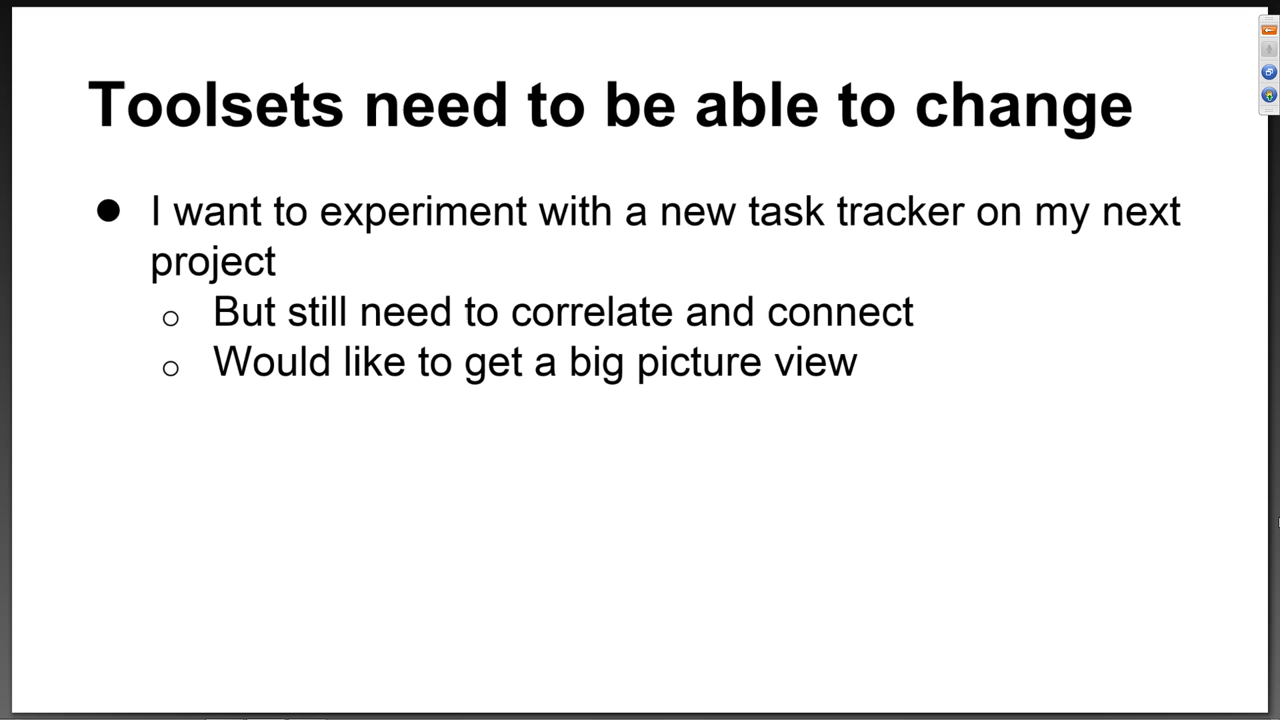 Toolsets need to be able to change
● I want to experiment with a new task tracker on my next
project
○ But still need to correlate and connect
○ Would like to get a big picture view